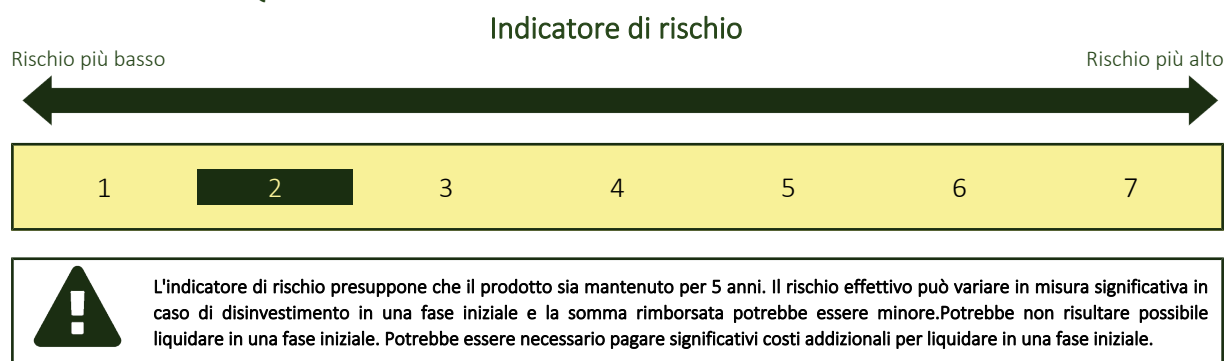 Indicatore di rischio
Rischio più basso
Rischio più alto
1 2 3 4 5 6 7
L'indicatore di rischio presuppone che il prodotto sia mantenuto per 5 anni. Il rischio effettivo può variare in misura significativa in
caso di disinvestimento in una fase iniziale e la somma rimborsata potrebbe essere minore.Potrebbe non risultare possibile
liquidare in una fase iniziale. Potrebbe essere necessario pagare significativi costi addizionali per liquidare in una fase iniziale.